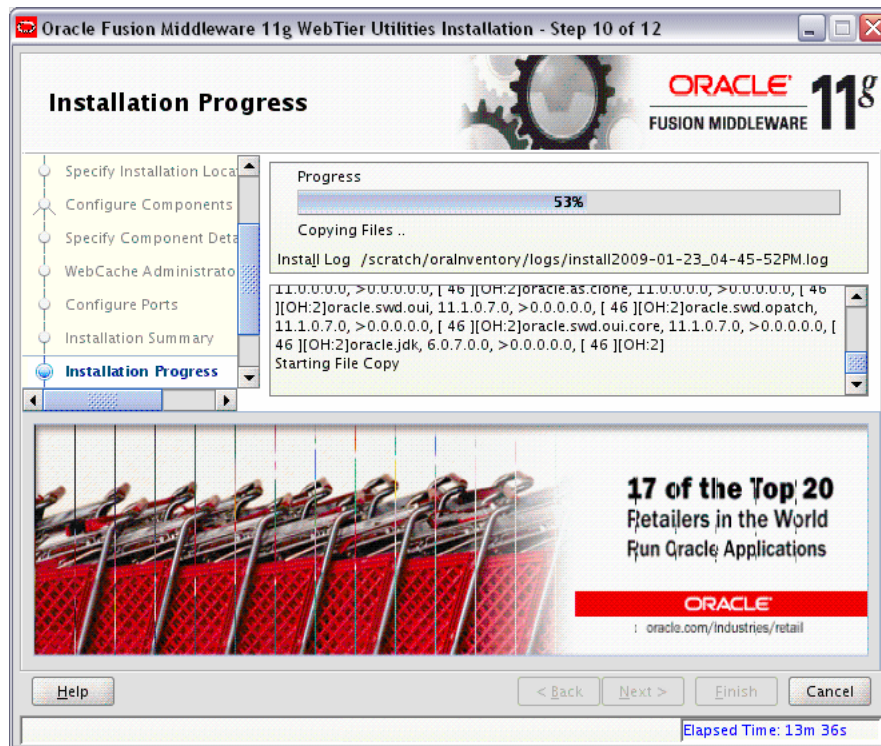 Oracle Fusion Middleware 11g WebTier Utilities Installation - Step 10 of 12
Installation Progress
ORACLE
FUSION MIDDLEWARE
11g
Specify Installation Loca
Configure Components
Specify Component Deta
WebCache Administrato
Configure Ports
Installation Summary
Installation Progress
Progress
53%
Copying Files ..
Install Log /scratch/oraInventory/logs/install2009-01-23_04-45-52PM.log
11.0.0.0.0, >0.0.0.0.0, [ 46 ][OH:2]oracle.as.clone, 11.0.0.0.0, >0.0.0.0.0, [ 46
][OH:2]oracle.swd.oui, 11.1.0.7.0, >0.0.0.0.0, [ 46 ][OH:2]oracle.swd.opatch,
11.1.0.7.0, >0.0.0.0.0, [ 46 ][OH:2]oracle.swd.oui.core, 11.1.0.7.0, >0.0.0.0.0, [
46 ][OH:2]oracle.jdk, 6.0.7.0.0, >0.0.0.0.0, [ 46 ][OH:2]
Starting File Copy
17 of the Top 20
Retailers in the World
Run Oracle Applications
ORACLE
: oracle.com/industries/retail
Help
< Back
Next >
Finish
Cancel
Elapsed Time: 13m 36s